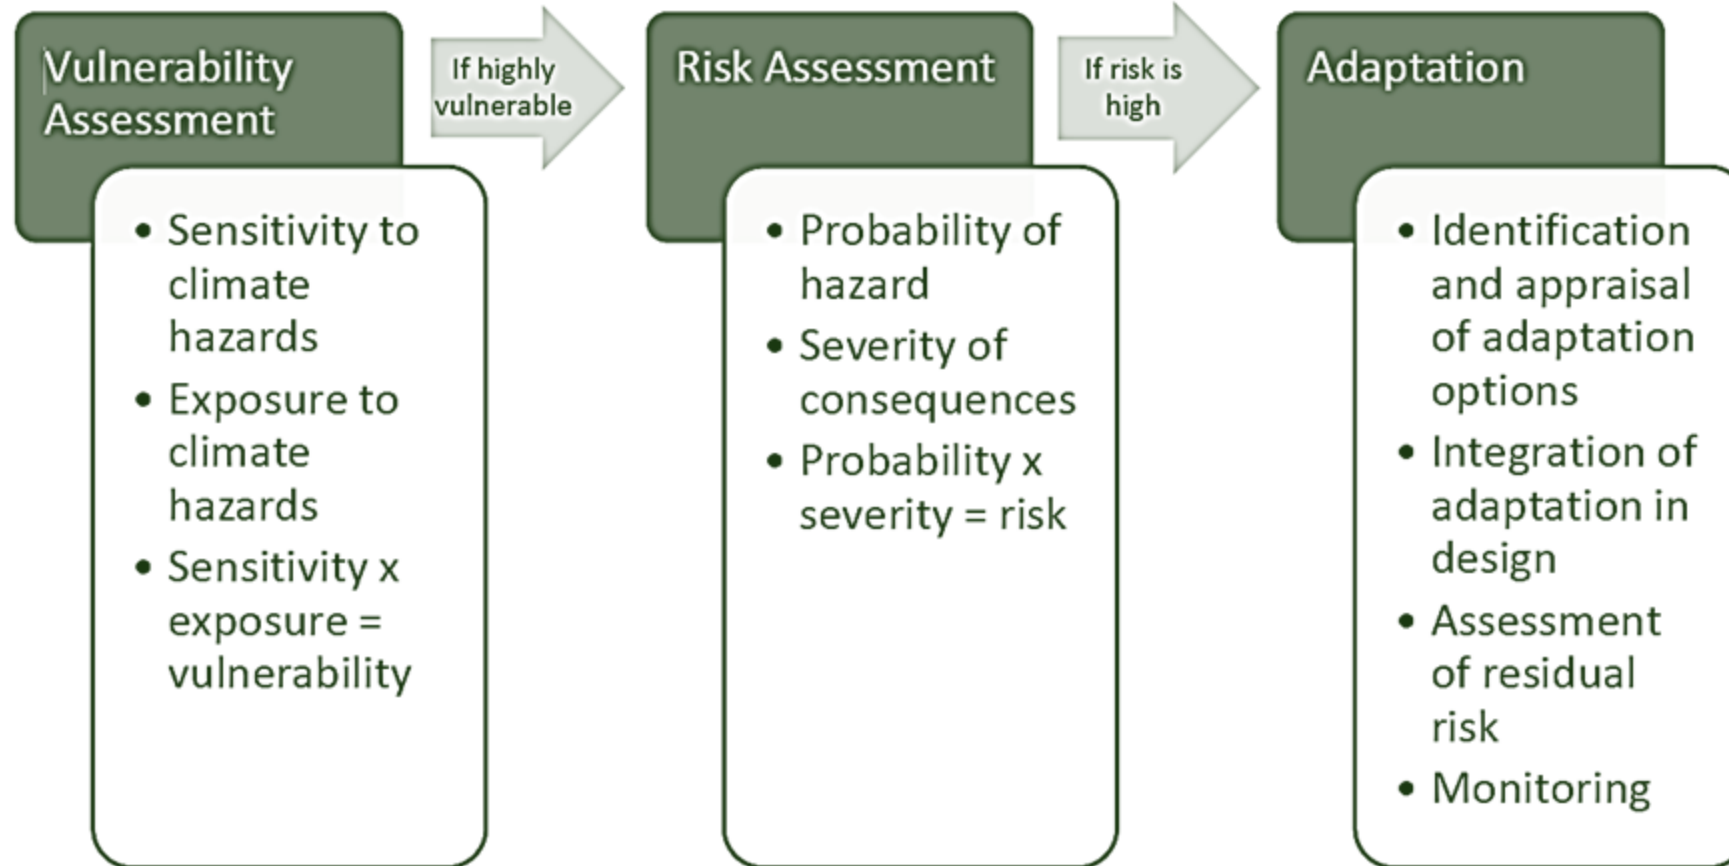 Vulnerability
Assessment
If highly
vulnerable
Risk Assessment
If risk is
high
Adaptation
• Sensitivity to
climate
hazards
• Exposure to
climate
hazards
• Sensitivity x
exposure =
vulnerability
• Probability of
hazard
• Severity of
consequences
• Probability x
severity = risk
• Identification
and appraisal
of adaptation
options
• Integration of
adaptation in
design
• Assessment
of residual
risk
• Monitoring